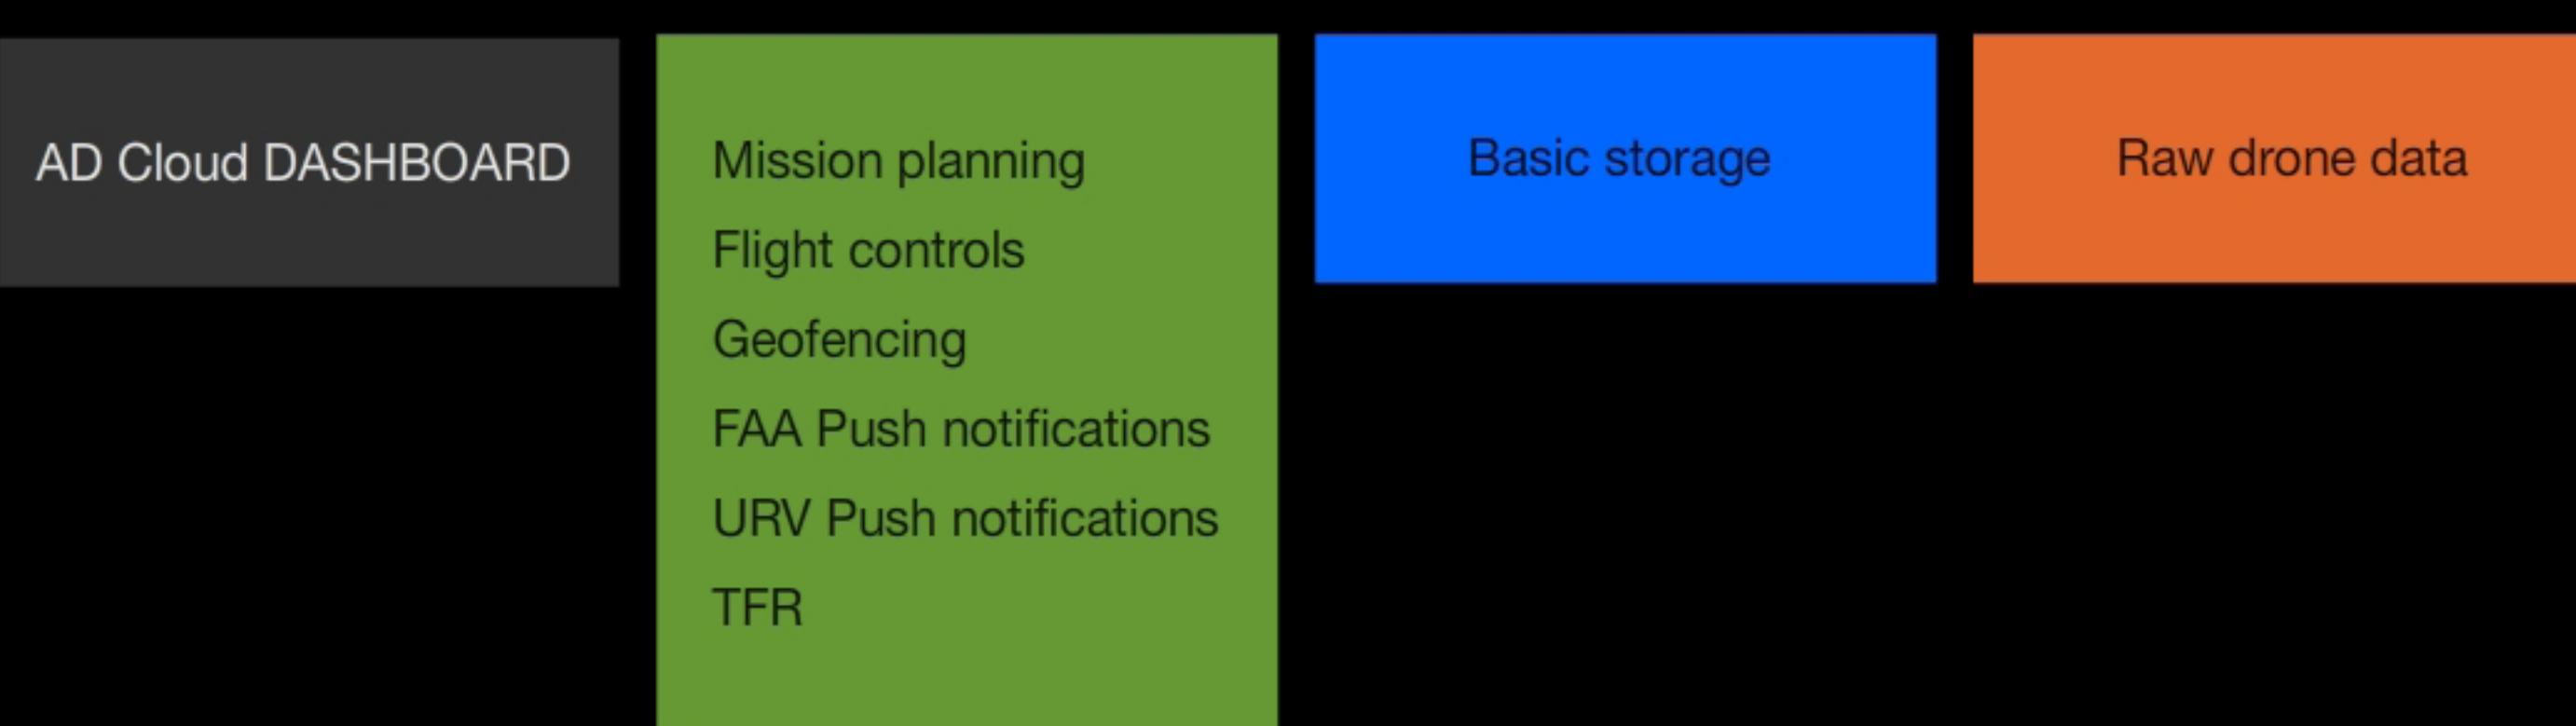 AD Cloud DASHBOARD
Mission planning
Flight controls
Geofencing
FAA Push notifications
URV Push notifications
TFR
Basic storage
Raw drone data